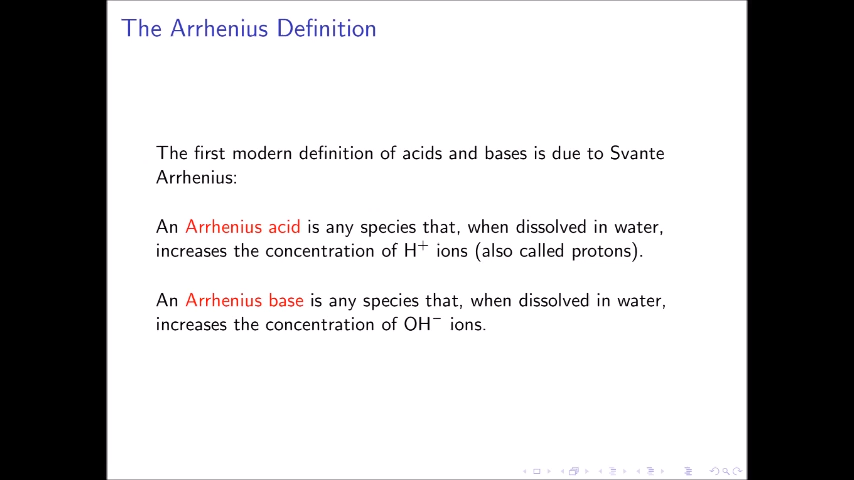 The Arrhenius Definition
The first modern definition of acids and bases is due to Svante
Arrhenius:
An Arrhenius acid is any species that, when dissolved in water,
increases the concentration of H⁺ ions (also called protons).
An Arrhenius base is any species that, when dissolved in water,
increases the concentration of OH⁻ ions.